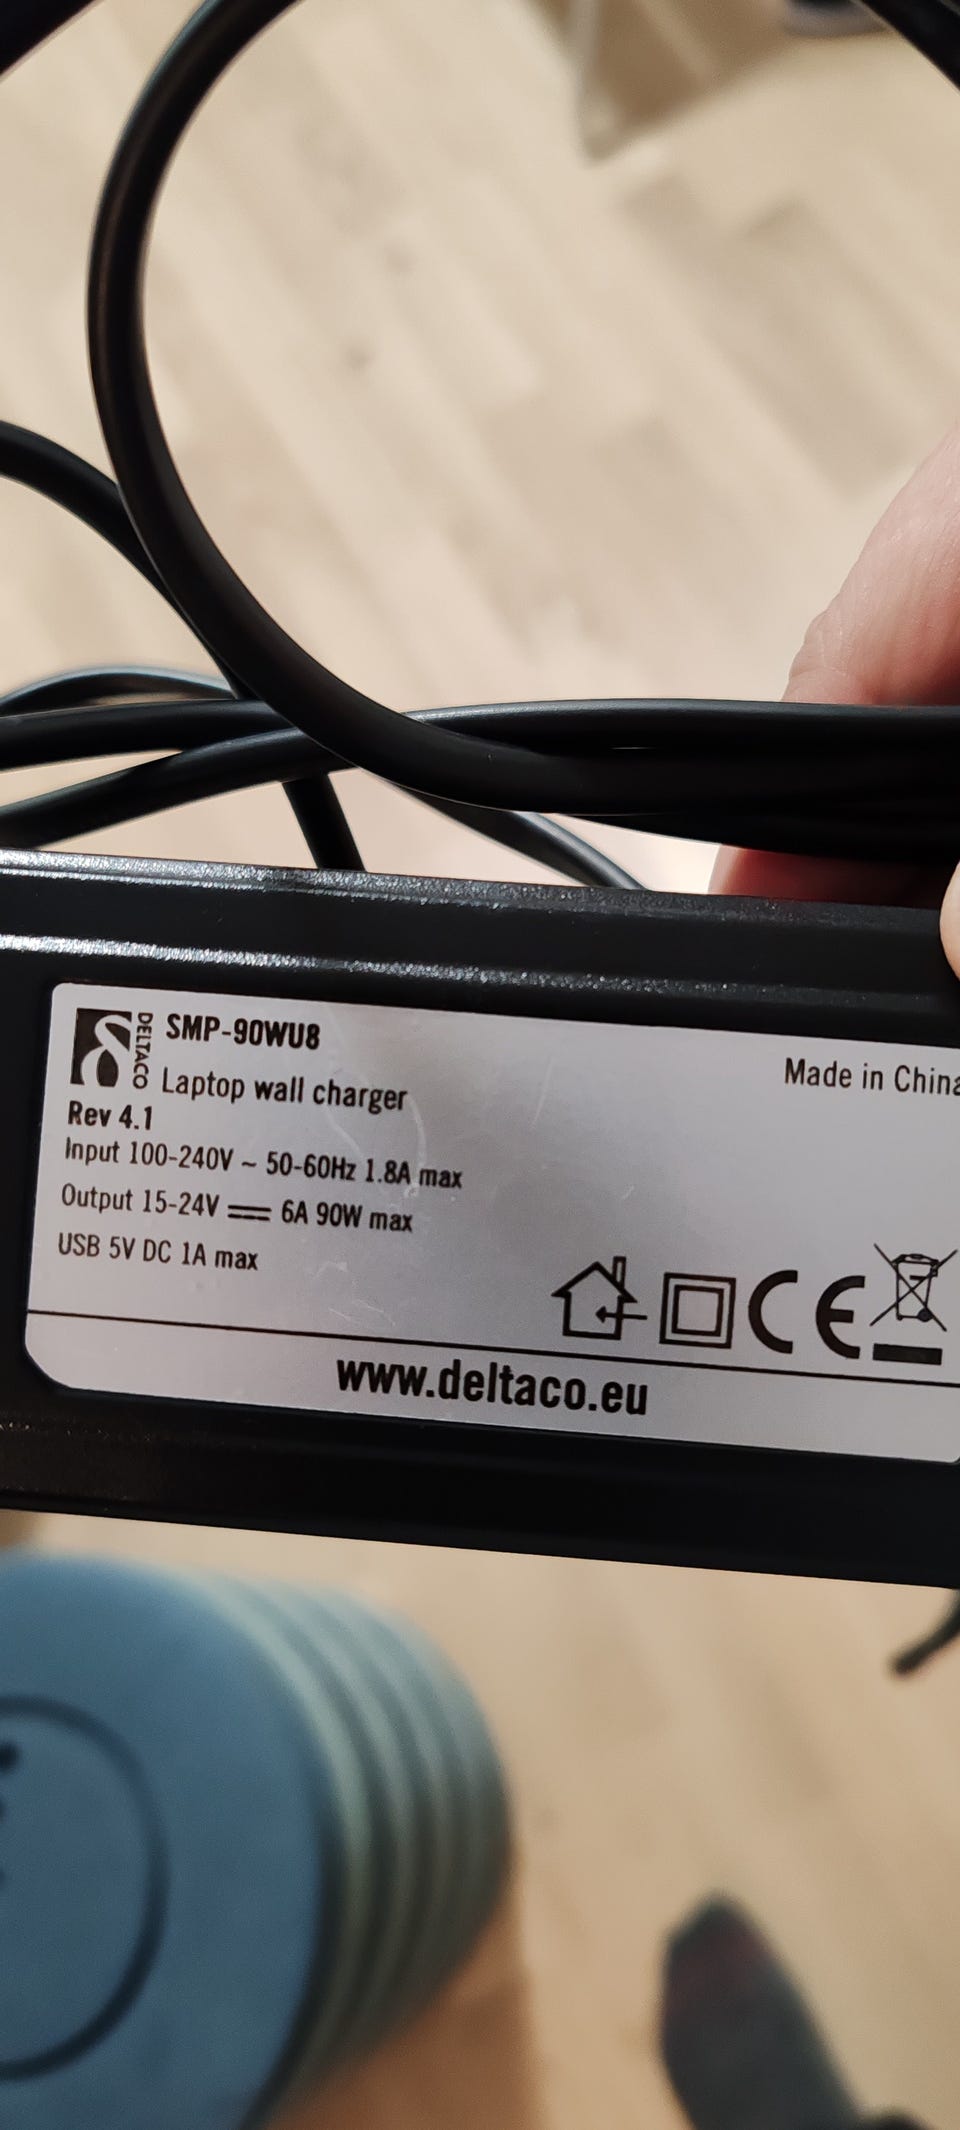 DELTACO
SMP-90WU8
Laptop wall charger
Rev 4.1
Input 100-240V ~ 50-60Hz 1.8A max
Output 15-24V ⎓ 6A 90W max
USB 5V DC 1A max
Made in China
CE
www.deltaco.eu